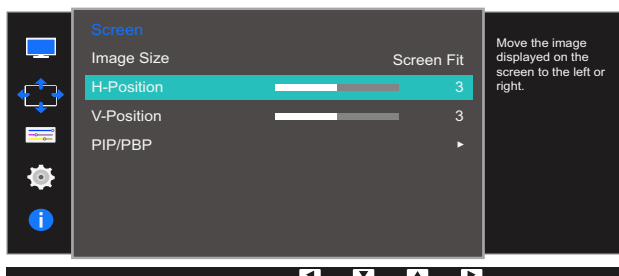 Screen
Image Size Screen Fit
H-Position 3
V-Position 3
PIP/PBP ►
Move the image
displayed on the
screen to the left or
right.